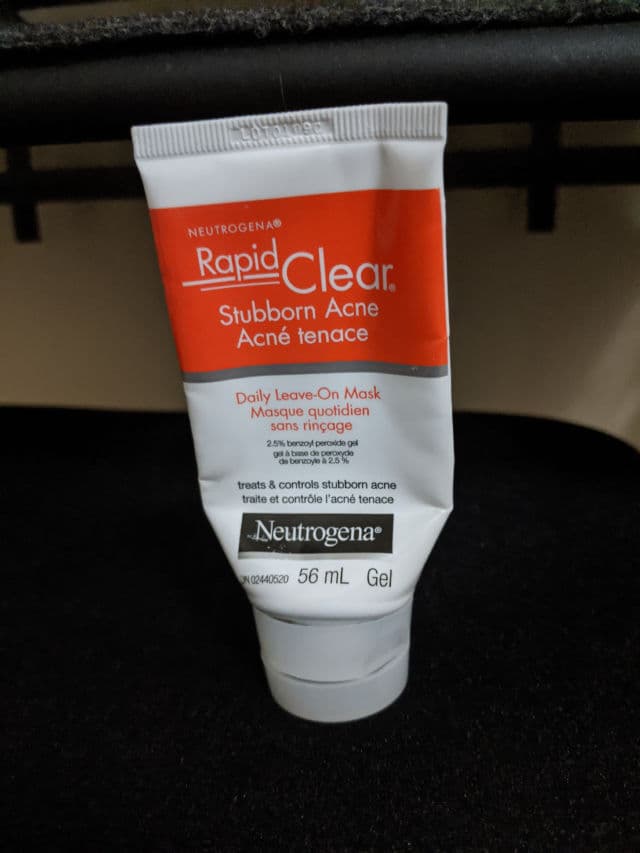 NEUTROGENA®
Rapid Clear®
Stubborn Acne
Acné tenace
Daily Leave-On Mask
Masque quotidien
sans rinçage
2.5% benzoyl peroxide gel
gel à base de peroxyde
de benzoyle à 2.5 %
treats & controls stubborn acne
traite et contrôle l'acné tenace
Neutrogena®
02440520 56 mL Gel